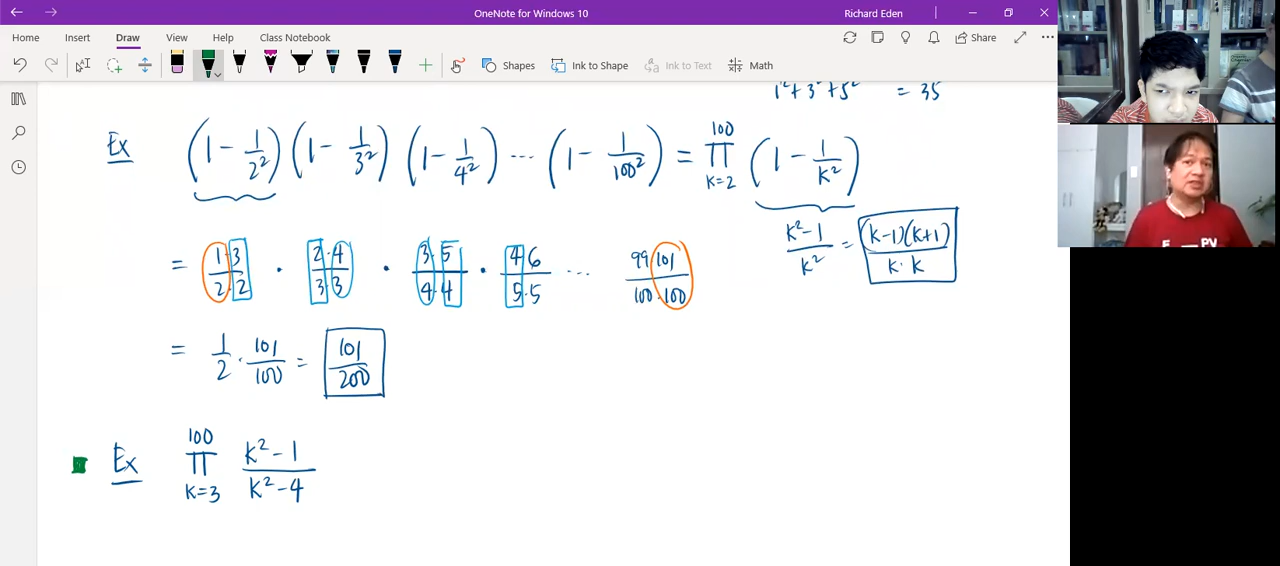 OneNote for Windows 10
Richard Eden
Home Insert Draw View Help Class Notebook
Share
Shapes Ink to Shape Ink to Text Math
1² + 3² + 5² = 35
Ex (1 - 1/2²) (1 - 1/3²) (1 - 1/4²) ... (1 - 1/100²) = 100 Π K=2 (1 - 1/K²)
K² - 1 / K² = (K-1)(K+1) / K · K
= 1·3/2·2 · 2·4/3·3 · 3·5/4·4 · 4·6/5·5 ... 99·101/100·100
= 1/2 · 101/100 = 101/200
Ex 100 Π K=3 K² - 1 / K² - 4